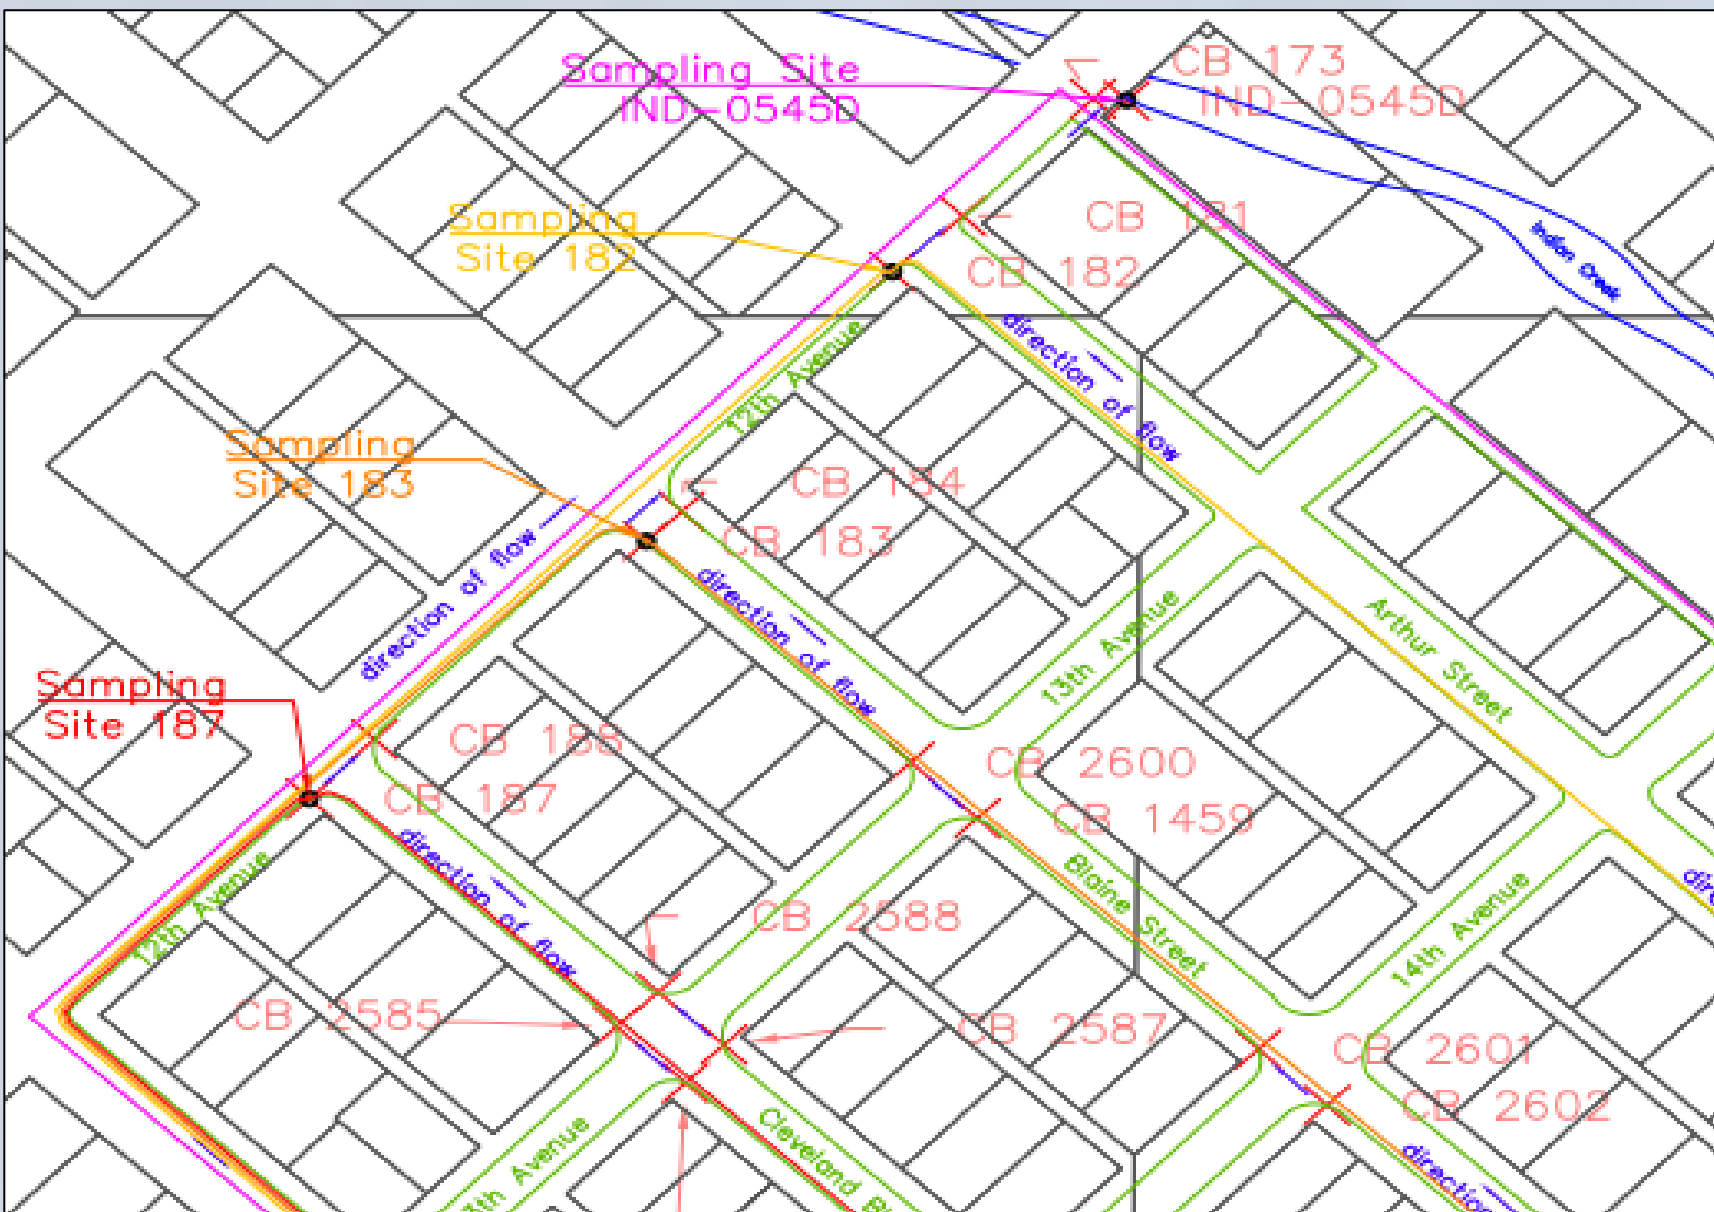 Sampling Site
IND-0545D
CB 173
IND-0545D
Sampling
Site 182
CB 181
CB 182
Indian Creek
12th Avenue
direction of flow
Sampling
Site 183
CB 184
CB 183
direction of flow
direction of flow
13th Avenue
Arthur Street
Sampling
Site 187
CB 188
CB 187
CB 2600
CB 1459
direction of flow
12th Avenue
Blaine Street
14th Avenue
CB 2588
CB 2585
CB 2587
CB 2601
CB 2602
Avenue
Cleveland